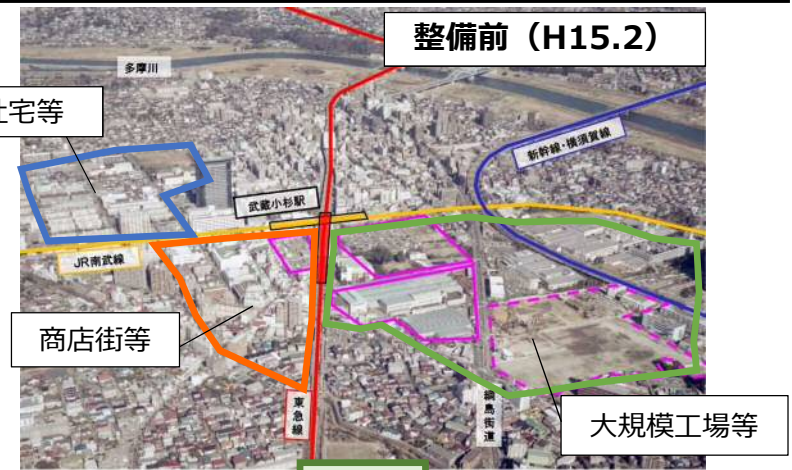 整備前（H15.2）
多摩川
社宅等
新幹線・横須賀線
武蔵小杉駅
JR南武線
商店街等
東急線
綱島街道
大規模工場等